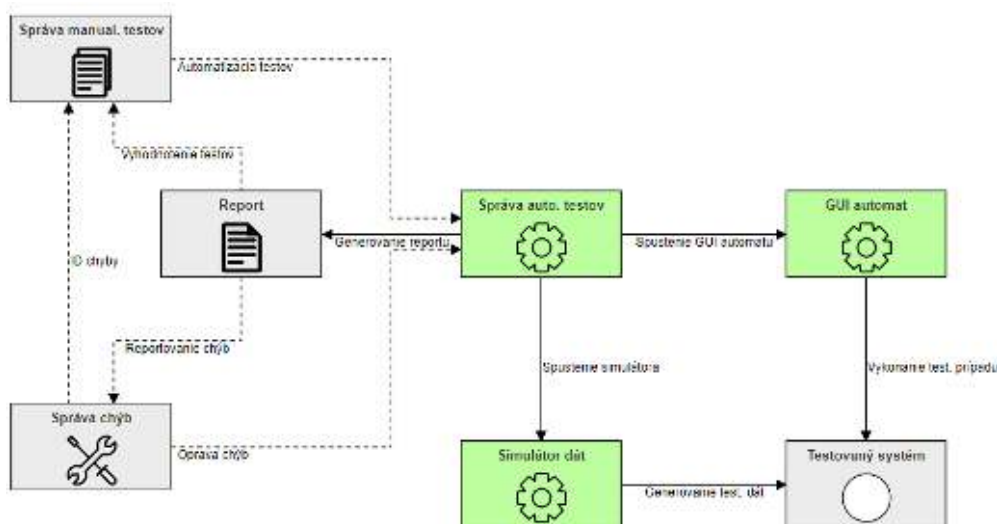 Správa manual. testov
Automatizácia testov
Vyhodnotenie testov
Report
Správa auto. testov
GUI automat
Generovanie reportu
Spustenie GUI automatu
ID chyby
Reportovanie chýb
Spustenie simulátora
Vykonanie test. prípadu
Správa chýb
Oprava chýb
Simulátor dát
Testovaný systém
Generovanie test. dát